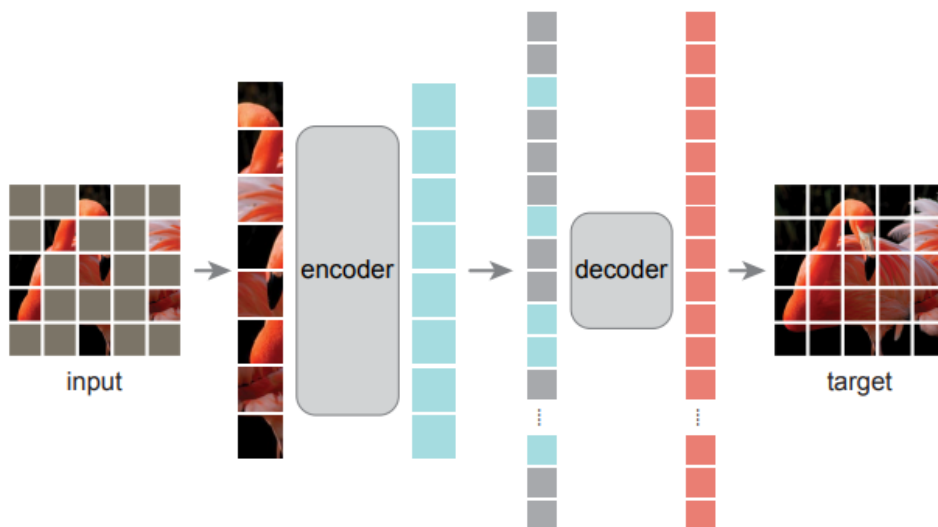 encoder
decoder
input
target